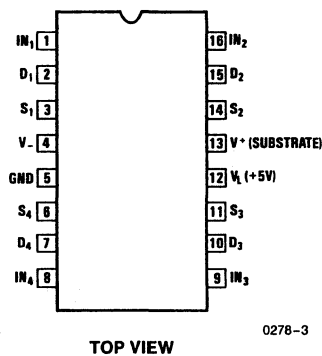 IN₁ 1 16 IN₂
D₁ 2 15 D₂
S₁ 3 14 S₂
V₋ 4 13 V⁺ (SUBSTRATE)
GND 5 12 V_L (+5V)
S₄ 6 11 S₃
D₄ 7 10 D₃
IN₄ 8 9 IN₃
0278-3
TOP VIEW